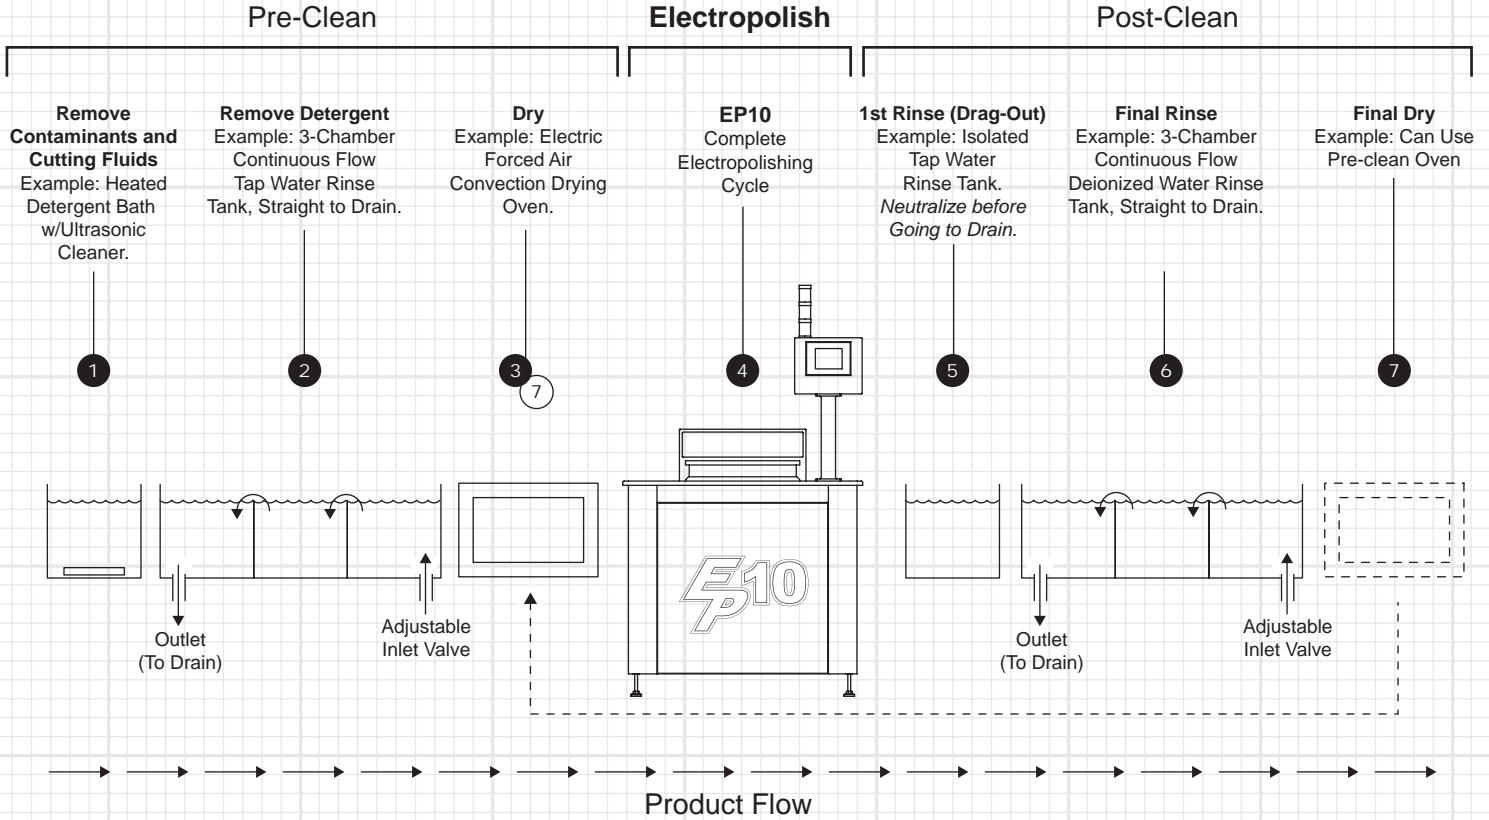 Pre-Clean
Electropolish
Post-Clean
Remove
Contaminants and
Cutting Fluids
Example: Heated
Detergent Bath
w/Ultrasonic
Cleaner.
Remove Detergent
Example: 3-Chamber
Continuous Flow
Tap Water Rinse
Tank, Straight to Drain.
Dry
Example: Electric
Forced Air
Convection Drying
Oven.
EP10
Complete
Electropolishing
Cycle
1st Rinse (Drag-Out)
Example: Isolated
Tap Water
Rinse Tank.
Neutralize before
Going to Drain.
Final Rinse
Example: 3-Chamber
Continuous Flow
Deionized Water Rinse
Tank, Straight to Drain.
Final Dry
Example: Can Use
Pre-clean Oven
1
2
3
7
4
5
6
7
EP10
Outlet
(To Drain)
Adjustable
Inlet Valve
Outlet
(To Drain)
Adjustable
Inlet Valve
Product Flow